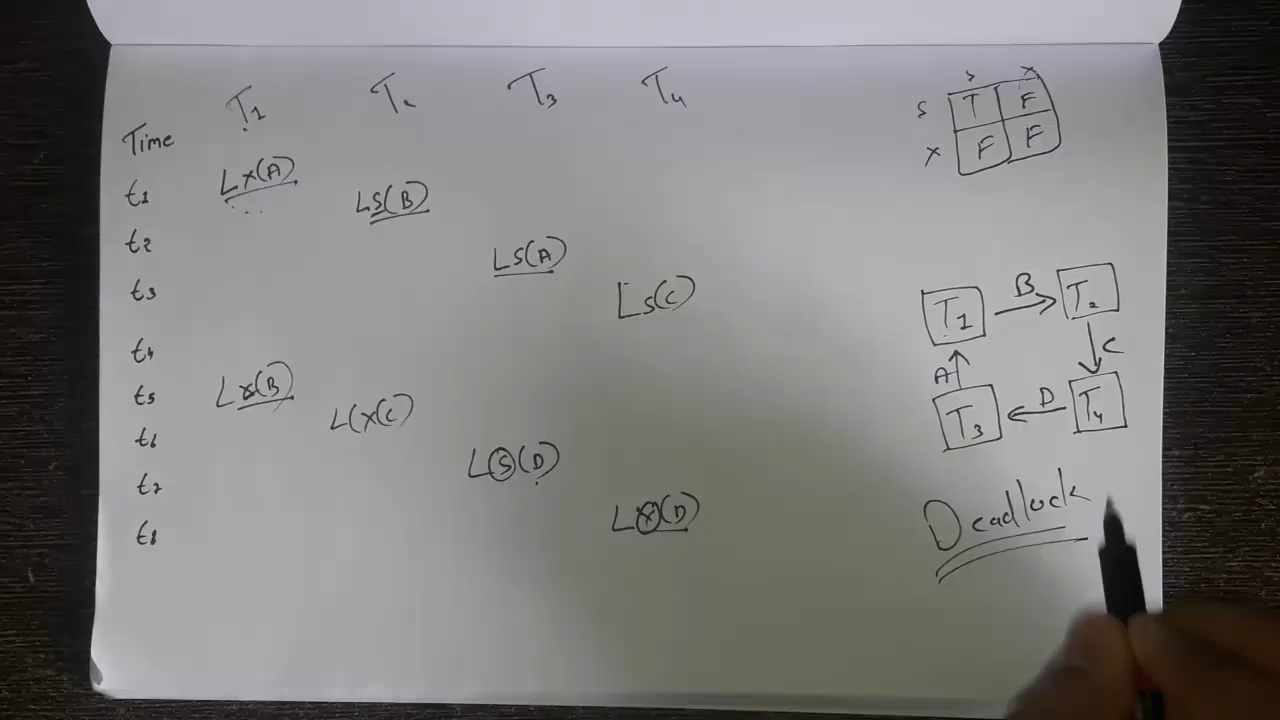 T1 T2 T3 T4
Time
t1 LX(A)
LS(B)
t2
LS(A)
t3 LS(C)
t4
t5 LX(B)
L(X(C)
t6
LS(D)
t7
LX(D)
t8
S X
S T F
X F F
T1 B T2
A C
T3 D T4
Deadlock